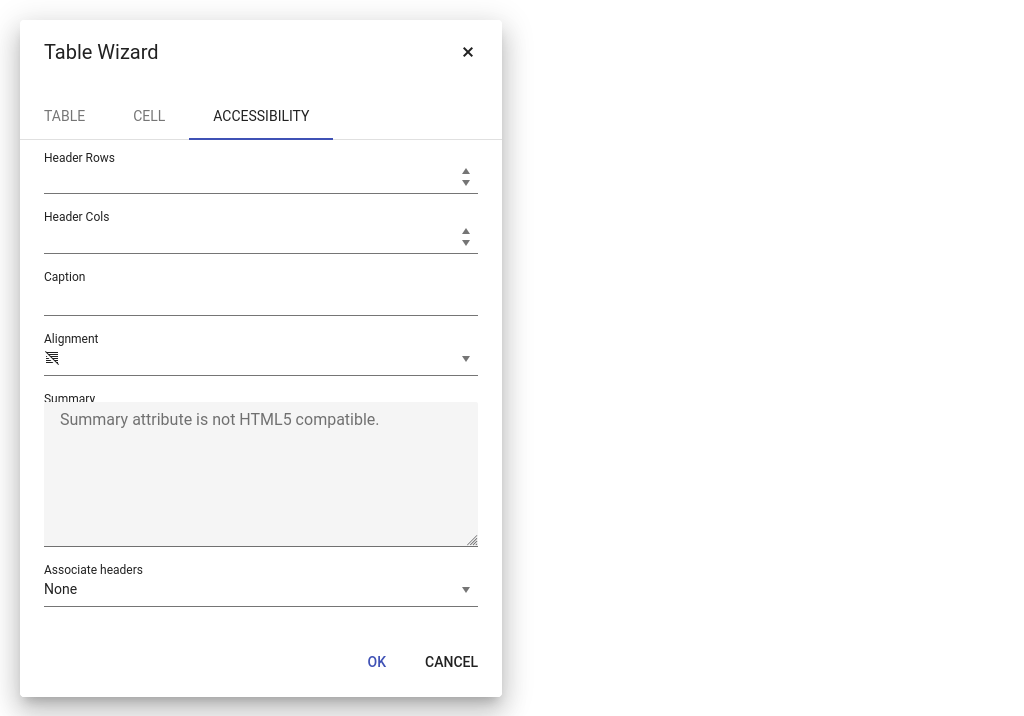 Table Wizard
TABLE CELL ACCESSIBILITY
Header Rows
Header Cols
Caption
Alignment
Summary
Summary attribute is not HTML5 compatible.
Associate headers
None
OK CANCEL